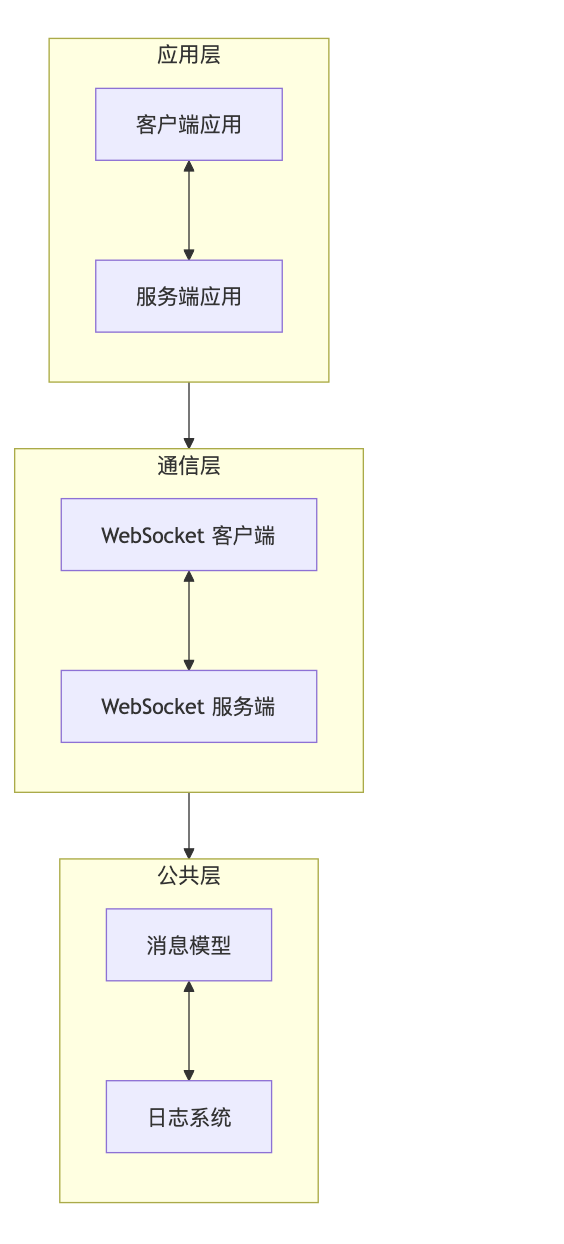 应用层
客户端应用
服务端应用
通信层
WebSocket 客户端
WebSocket 服务端
公共层
消息模型
日志系统